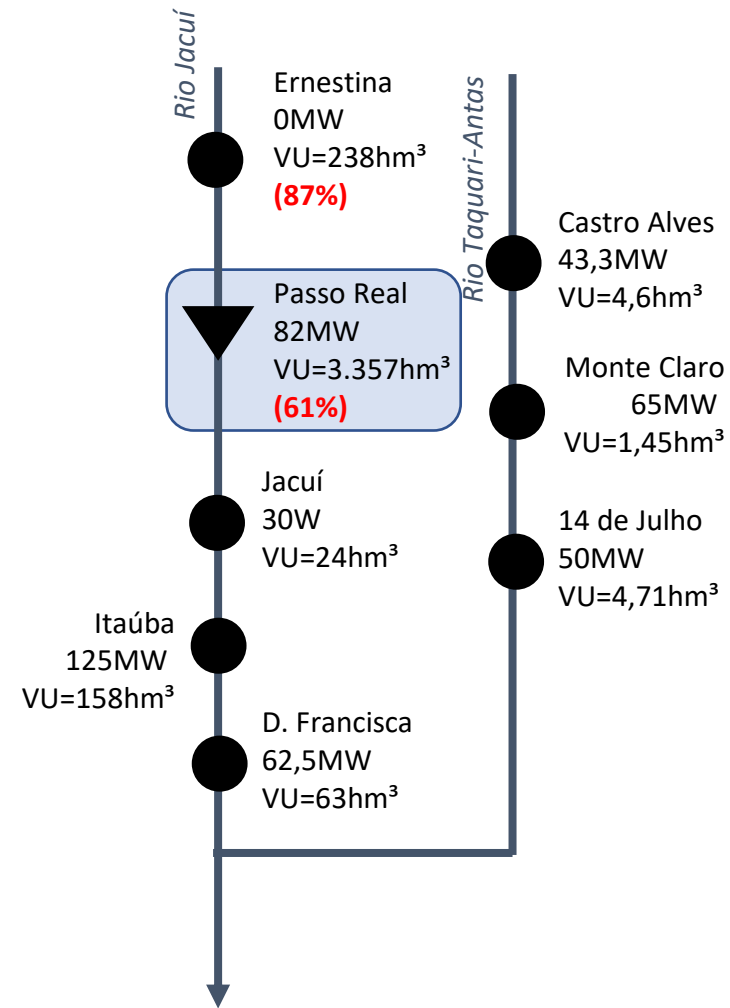 Rio Jacuí
Ernestina
0MW
VU=238hm³
(87%)
Passo Real
82MW
VU=3.357hm³
(61%)
Jacuí
30W
VU=24hm³
Itaúba
125MW
VU=158hm³
D. Francisca
62,5MW
VU=63hm³
Rio Taquari-Antas
Castro Alves
43,3MW
VU=4,6hm³
Monte Claro
65MW
VU=1,45hm³
14 de Julho
50MW
VU=4,71hm³